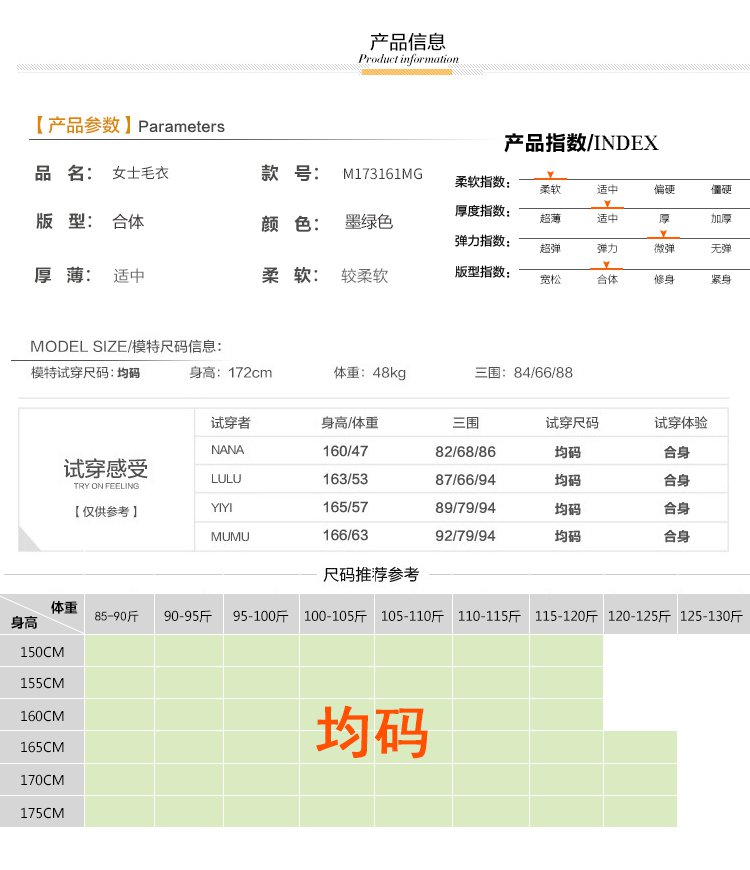 产品信息
Product information
【 产品参数 】Parameters
产品指数/INDEX
品 名： 女士毛衣 款 号： M173161MG
版 型： 合体 颜 色： 墨绿色
厚 薄： 适中 柔 软： 较柔软
柔软指数： 柔软 适中 偏硬 僵硬
厚度指数： 超薄 适中 厚 加厚
弹力指数： 超弹 弹力 微弹 无弹
版型指数： 宽松 合体 修身 紧身
MODEL SIZE/模特尺码信息：
模特试穿尺码：均码 身高：172cm 体重：48kg 三围：84/66/88
试穿感受
TRY ON FEELING
【 仅供参考 】
试穿者 身高/体重 三围 试穿尺码 试穿体验
NANA 160/47 82/68/86 均码 合身
LULU 163/53 87/66/94 均码 合身
YIYI 165/57 89/79/94 均码 合身
MUMU 166/63 92/79/94 均码 合身
尺码推荐参考
体重 85-90斤 90-95斤 95-100斤 100-105斤 105-110斤 110-115斤 115-120斤 120-125斤 125-130斤
身高
150CM
155CM
160CM
165CM
170CM
175CM
均码